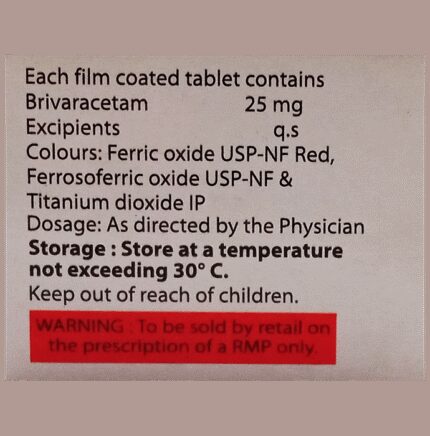 Each film coated tablet contains
Brivaracetam 25 mg
Excipients q.s
Colours: Ferric oxide USP-NF Red,
Ferrosoferric oxide USP-NF &
Titanium dioxide IP
Dosage: As directed by the Physician
Storage : Store at a temperature
not exceeding 30° C.
Keep out of reach of children.
WARNING : To be sold by retail on
the prescription of a RMP only.